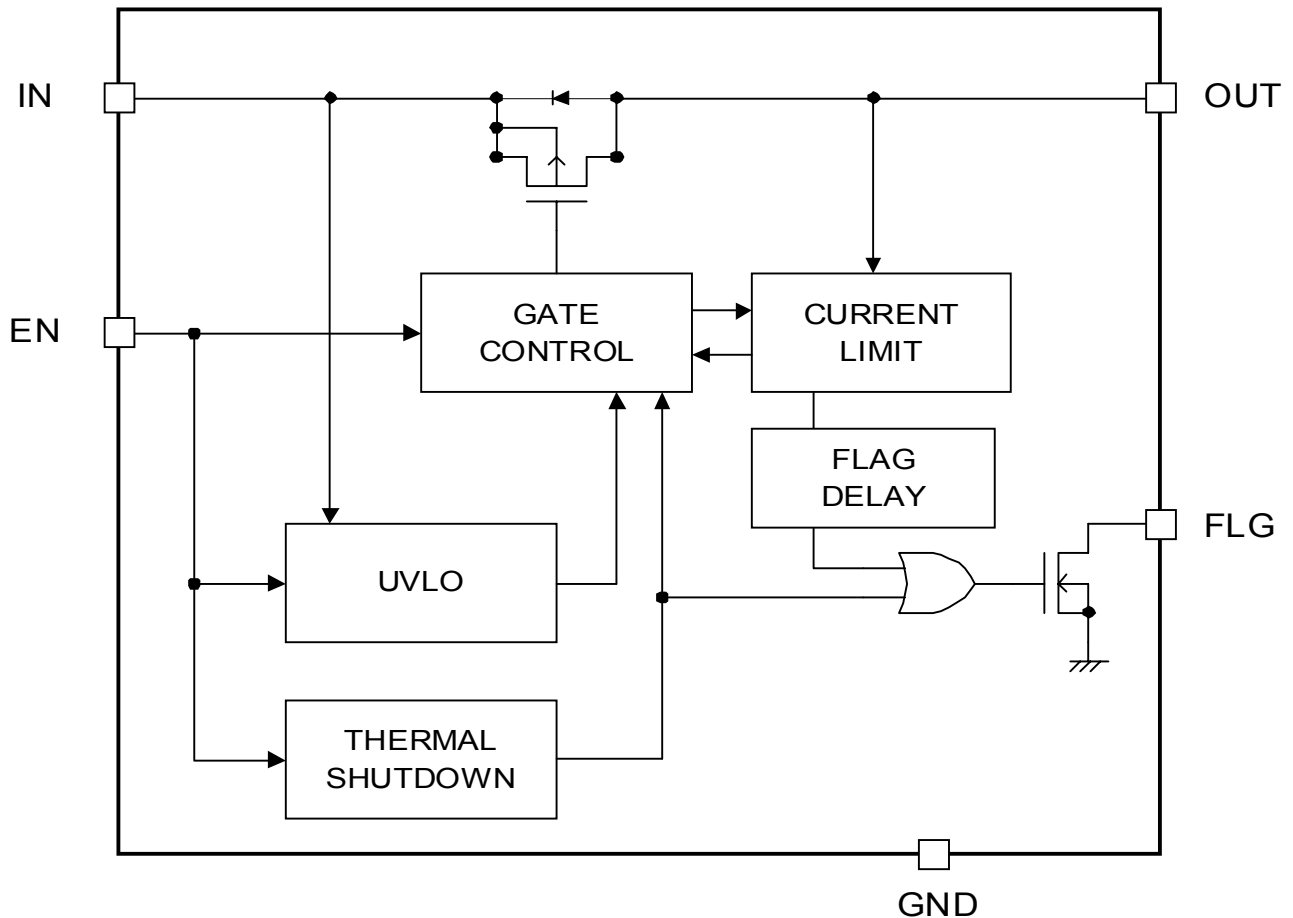 IN
OUT
EN
GATE
CONTROL
CURRENT
LIMIT
FLAG
DELAY
FLG
UVLO
THERMAL
SHUTDOWN
GND